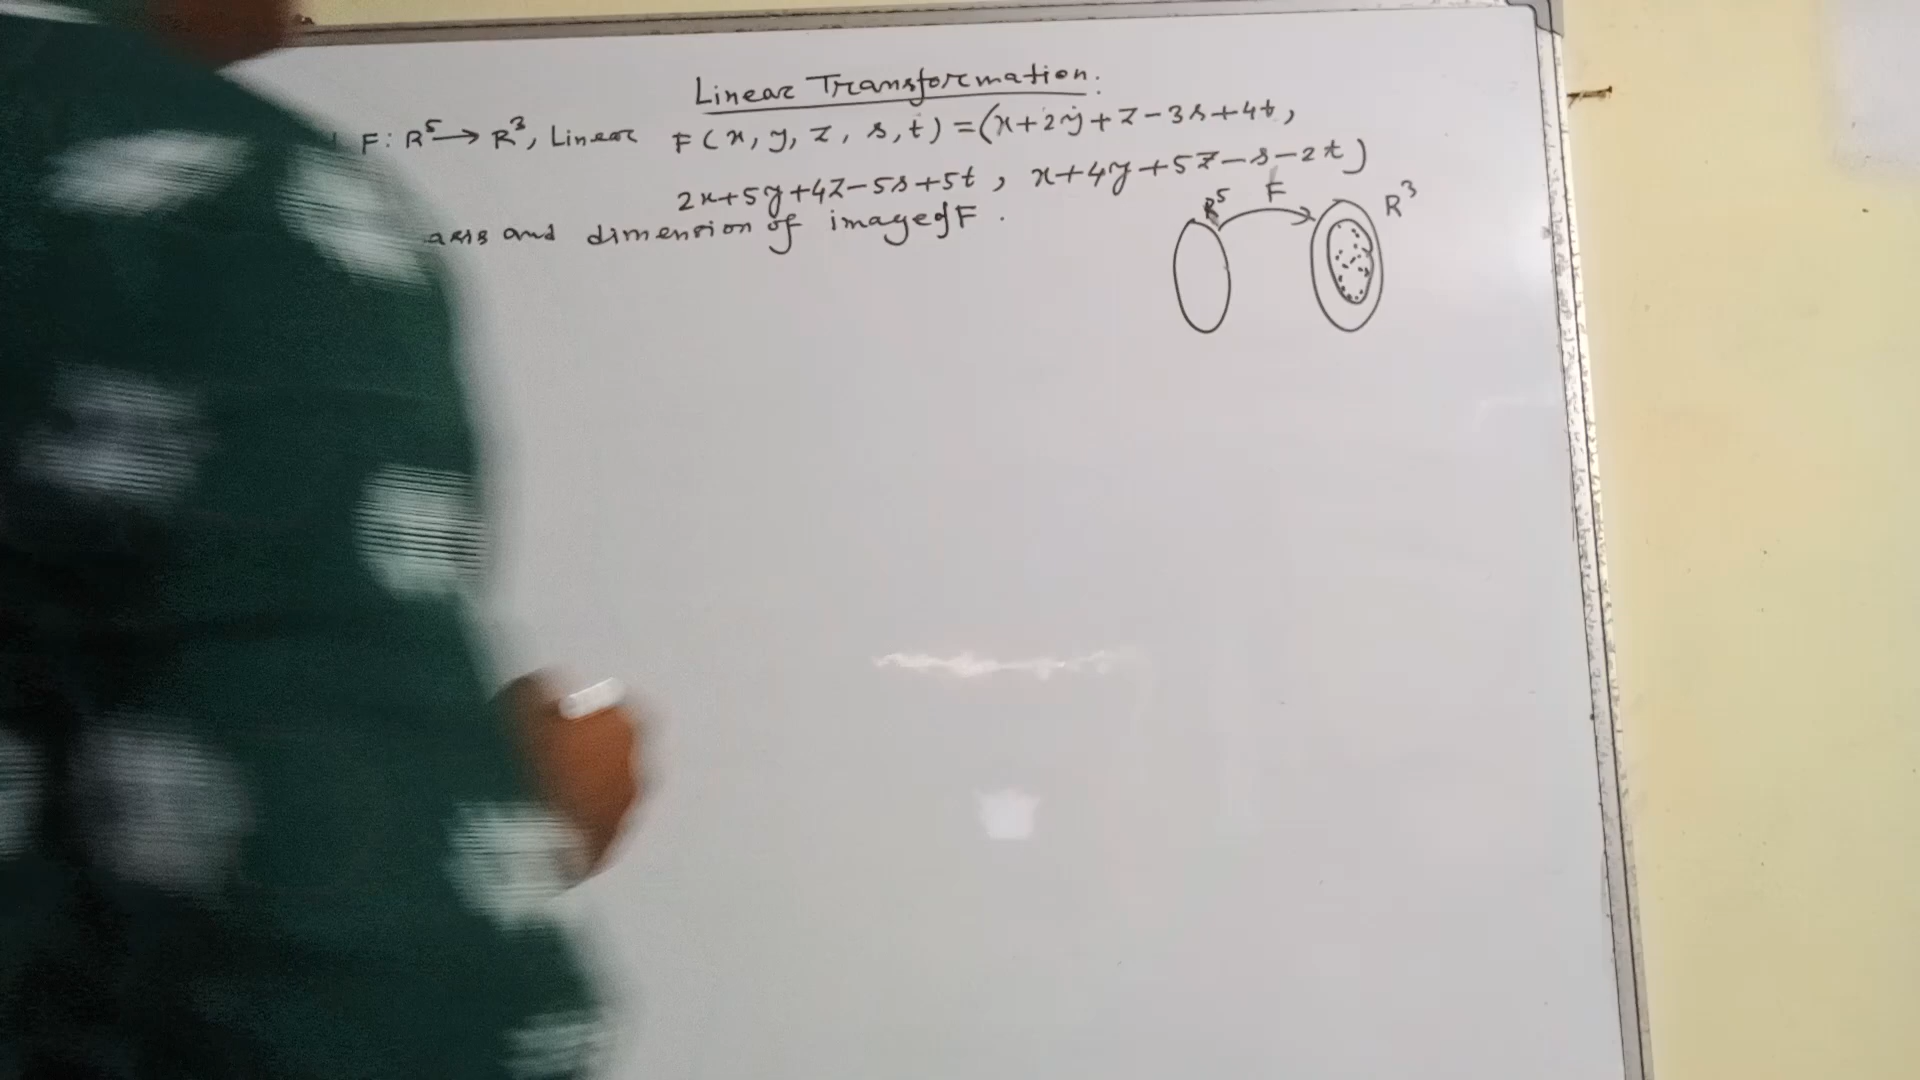 Linear Transformation.
F: R⁵ → R³, Linear F(x, y, z, s, t) = (x+2y+z-3s+4t,
2x+5y+4z-5s+5t, x+4y+5z-s-2t)
and dimension of image of F.
R⁵ F R³